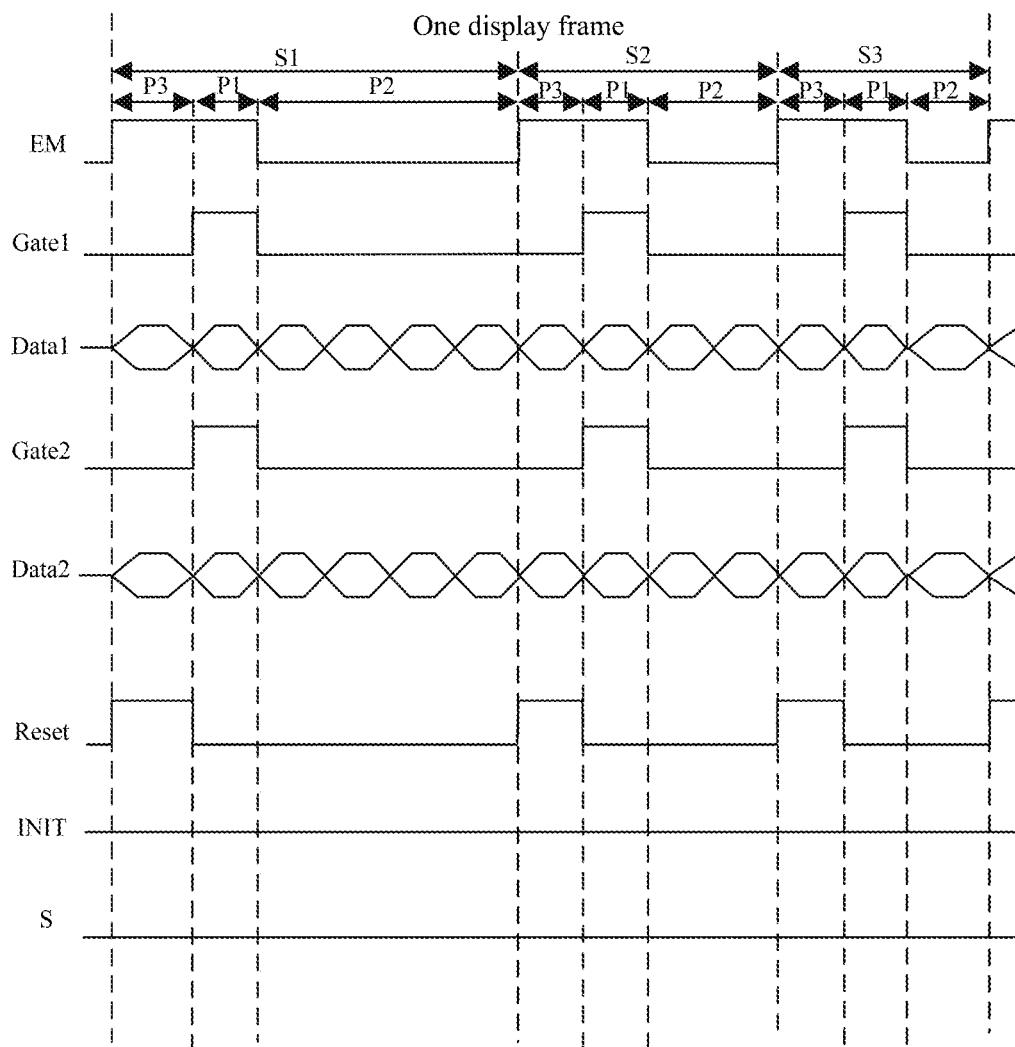 One display frame
S1 S2 S3
P3 P1 P2 P3 P1 P2 P3 P1 P2
EM
Gate1
Data1
Gate2
Data2
Reset
INIT
S